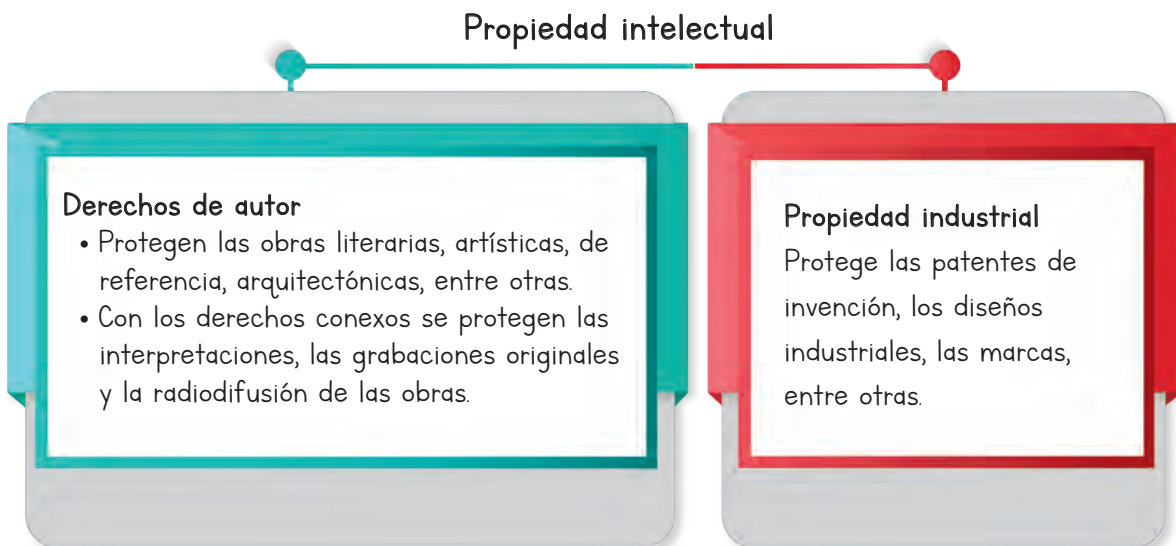 Propiedad intelectual
Derechos de autor
• Protegen las obras literarias, artísticas, de
referencia, arquitectónicas, entre otras.
• Con los derechos conexos se protegen las
interpretaciones, las grabaciones originales
y la radiodifusión de las obras.
Propiedad industrial
Protege las patentes de
invención, los diseños
industriales, las marcas,
entre otras.